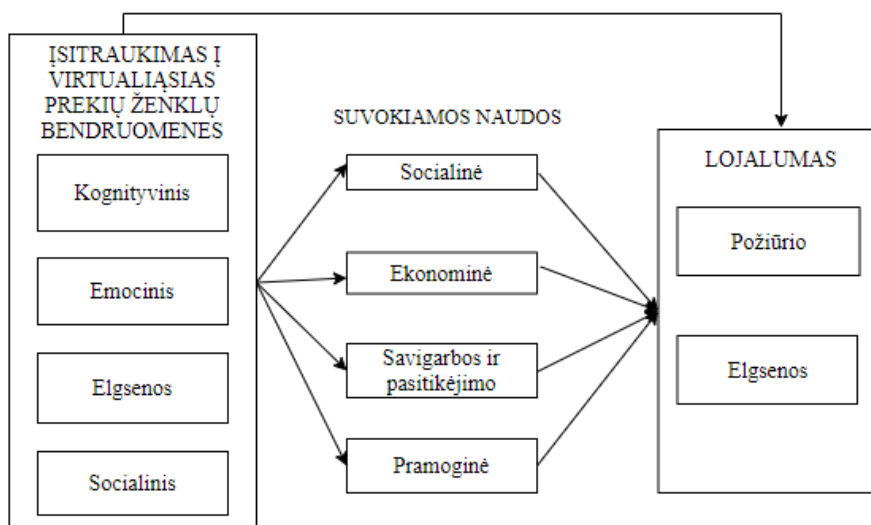 ĮSITRAUKIMAS Į
VIRTUALIĄSIAS
PREKIŲ ŽENKLŲ
BENDRUOMENES
Kognityvinis
Emocinis
Elgsenos
Socialinis
SUVOKIAMOS NAUDOS
Socialinė
Ekonominė
Savigarbos ir
pasitikėjimo
Pramoginė
LOJALUMAS
Požiūrio
Elgsenos